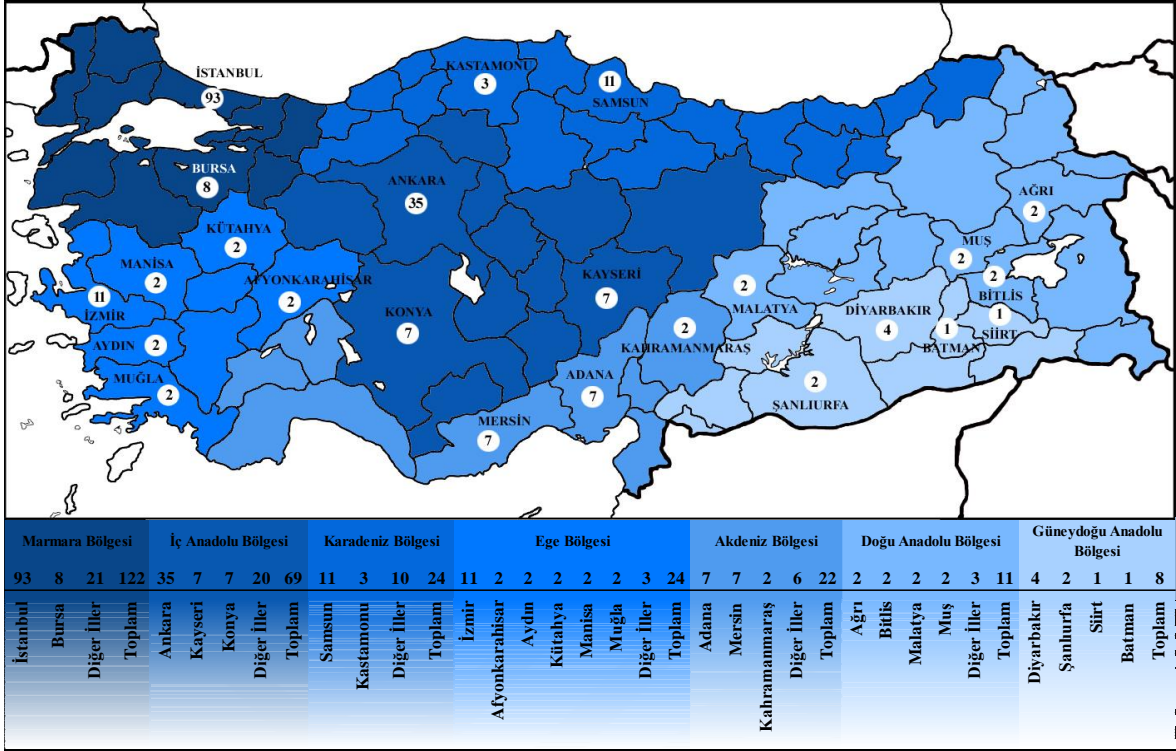 İSTANBUL
93
KASTAMONU
3
11
SAMSUN
BURSA
8
ANKARA
35
AĞRI
2
KÜTAHYA
2
MUŞ
2
MANİSA
2
AFYONKARAHİSAR
2
KAYSERİ
7
2
MALATYA
2
BİTLİS
11
İZMİR
KONYA
7
DİYARBAKIR
4
1
SİİRT
1
BATMAN
AYDIN
2
2
KAHRAMANMARAŞ
MUĞLA
2
ADANA
7
2
ŞANLIURFA
MERSİN
7
Marmara Bölgesi İç Anadolu Bölgesi Karadeniz Bölgesi Ege Bölgesi Akdeniz Bölgesi Doğu Anadolu Bölgesi Güneydoğu Anadolu
Bölgesi
93 8 21 122 35 7 7 20 69 11 3 10 24 11 2 2 2 2 2 3 24 7 7 2 6 22 2 2 2 2 3 11 4 2 1 1 8
İstanbul
Bursa
Diğer İller
Toplam
Ankara
Kayseri
Konya
Diğer İller
Toplam
Samsun
Kastamonu
Diğer İller
Toplam
İzmir
Afyonkarahisar
Aydın
Kütahya
Manisa
Muğla
Diğer İller
Toplam
Adana
Mersin
Kahramanmaraş
Diğer İller
Toplam
Ağrı
Bitlis
Malatya
Muş
Diğer İller
Toplam
Diyarbakır
Şanlıurfa
Siirt
Batman
Toplam